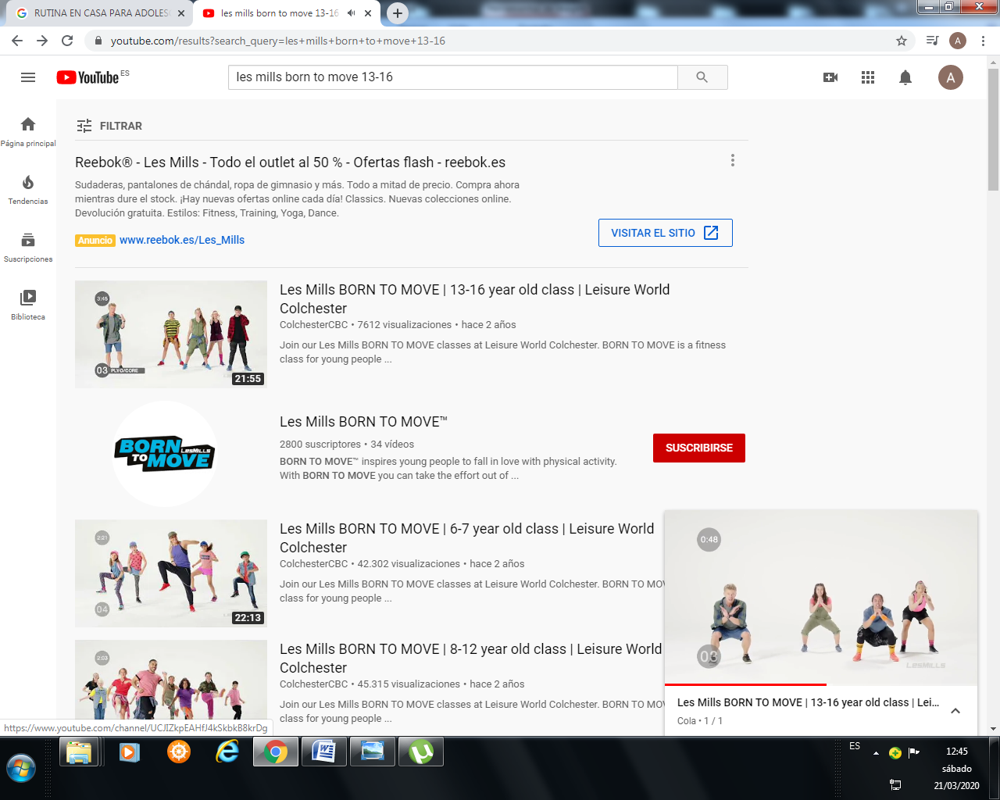 RUTINA EN CASA PARA ADOLES
les mills born to move 13-16
youtube.com/results?search_query=les+mills+born+to+move+13-16
A
YouTube ES
les mills born to move 13-16
A
Página principal
Tendencias
Suscripciones
Biblioteca
FILTRAR
Reebok® - Les Mills - Todo el outlet al 50 % - Ofertas flash - reebok.es
Sudaderas, pantalones de chándal, ropa de gimnasio y más. Todo a mitad de precio. Compra ahora
mientras dure el stock. ¡Hay nuevas ofertas online cada día! Classics. Nuevas colecciones online.
Devolución gratuita. Estilos: Fitness, Training, Yoga, Dance.
Anuncio www.reebok.es/Les_Mills
VISITAR EL SITIO
3:45
03 PLYO/CORE
21:55
Les Mills BORN TO MOVE | 13-16 year old class | Leisure World
Colchester
ColchesterCBC • 7612 visualizaciones • hace 2 años
Join our Les Mills BORN TO MOVE classes at Leisure World Colchester. BORN TO MOVE is a fitness
class for young people ...
BORN
TO LesMills
MOVE
Les Mills BORN TO MOVE™
2800 suscriptores • 34 vídeos
BORN TO MOVE™ inspires young people to fall in love with physical activity.
With BORN TO MOVE you can take the effort out of ...
SUSCRIBIRSE
2:21
04
22:13
Les Mills BORN TO MOVE | 6-7 year old class | Leisure World
Colchester
ColchesterCBC • 42.302 visualizaciones • hace 2 años
Join our Les Mills BORN TO MOVE classes at Leisure World Colchester. BORN TO MOV
class for young people ...
2:03
Les Mills BORN TO MOVE | 8-12 year old class | Leisure World
Colchester
ColchesterCBC • 45.315 visualizaciones • hace 2 años
Join our Les Mills BORN TO MOVE classes at Leisure World Colchester. BORN TO MOV
class for young people ...
0:48
03
LesMills
Les Mills BORN TO MOVE | 13-16 year old class | Lei...
Cola • 1 / 1
https://www.youtube.com/channel/UCJIZkpEAHfJ4kSkbkB8krDg
ES
12:45
sábado
21/03/2020